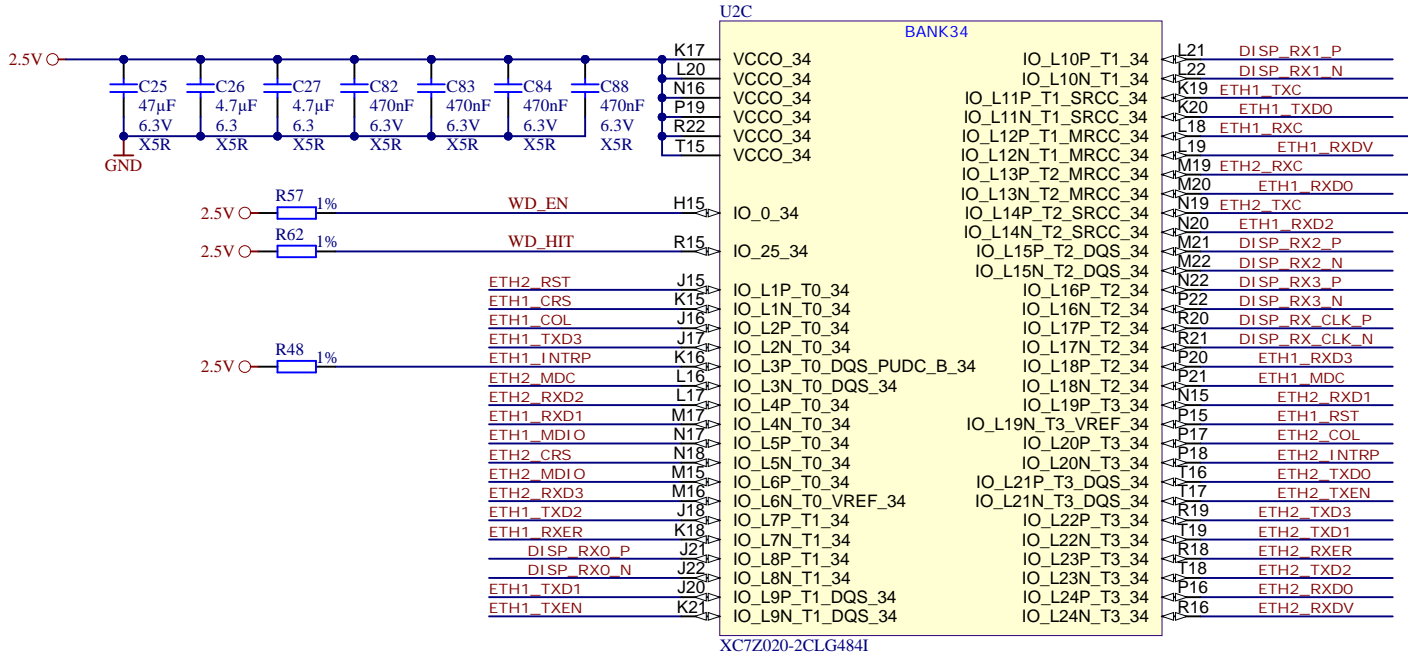 U2C
BANK34
2.5V
C25
47µF
6.3V
X5R
C26
4.7µF
6.3
X5R
C27
4.7µF
6.3
X5R
C82
470nF
6.3V
X5R
C83
470nF
6.3V
X5R
C84
470nF
6.3V
X5R
C88
470nF
6.3V
X5R
GND
K17 VCCO_34
L20 VCCO_34
N16 VCCO_34
P19 VCCO_34
R22 VCCO_34
T15 VCCO_34
R57
2.5V 1% WD_EN H15 IO_0_34
R62
2.5V 1% WD_HIT R15 IO_25_34
ETH2_RST J15 IO_L1P_T0_34
ETH1_CRS K15 IO_L1N_T0_34
ETH1_COL J16 IO_L2P_T0_34
ETH1_TXD3 J17 IO_L2N_T0_34
R48
2.5V 1% ETH1_INTRP K16 IO_L3P_T0_DQS_PUDC_B_34
ETH2_MDC L16 IO_L3N_T0_DQS_34
ETH2_RXD2 L17 IO_L4P_T0_34
ETH1_RXD1 M17 IO_L4N_T0_34
ETH1_MDIO N17 IO_L5P_T0_34
ETH2_CRS N18 IO_L5N_T0_34
ETH2_MDIO M15 IO_L6P_T0_34
ETH2_RXD3 M16 IO_L6N_T0_VREF_34
ETH1_TXD2 J18 IO_L7P_T1_34
ETH1_RXER K18 IO_L7N_T1_34
DISP_RX0_P J21 IO_L8P_T1_34
DISP_RX0_N J22 IO_L8N_T1_34
ETH1_TXD1 J20 IO_L9P_T1_DQS_34
ETH1_TXEN K21 IO_L9N_T1_DQS_34
IO_L10P_T1_34 L21 DISP_RX1_P
IO_L10N_T1_34 L22 DISP_RX1_N
IO_L11P_T1_SRCC_34 K19 ETH1_TXC
IO_L11N_T1_SRCC_34 K20 ETH1_TXD0
IO_L12P_T1_MRCC_34 L18 ETH1_RXC
IO_L12N_T1_MRCC_34 L19 ETH1_RXDV
IO_L13P_T2_MRCC_34 M19 ETH2_RXC
IO_L13N_T2_MRCC_34 M20 ETH1_RXD0
IO_L14P_T2_SRCC_34 N19 ETH2_TXC
IO_L14N_T2_SRCC_34 N20 ETH1_RXD2
IO_L15P_T2_DQS_34 M21 DISP_RX2_P
IO_L15N_T2_DQS_34 M22 DISP_RX2_N
IO_L16P_T2_34 N22 DISP_RX3_P
IO_L16N_T2_34 P22 DISP_RX3_N
IO_L17P_T2_34 R20 DISP_RX_CLK_P
IO_L17N_T2_34 R21 DISP_RX_CLK_N
IO_L18P_T2_34 P20 ETH1_RXD3
IO_L18N_T2_34 P21 ETH1_MDC
IO_L19P_T3_34 N15 ETH2_RXD1
IO_L19N_T3_VREF_34 P15 ETH1_RST
IO_L20P_T3_34 P17 ETH2_COL
IO_L20N_T3_34 P18 ETH2_INTRP
IO_L21P_T3_DQS_34 T16 ETH2_TXD0
IO_L21N_T3_DQS_34 T17 ETH2_TXEN
IO_L22P_T3_34 R19 ETH2_TXD3
IO_L22N_T3_34 T19 ETH2_TXD1
IO_L23P_T3_34 R18 ETH2_RXER
IO_L23N_T3_34 T18 ETH2_TXD2
IO_L24P_T3_34 P16 ETH2_RXD0
IO_L24N_T3_34 R16 ETH2_RXDV
XC7Z020-2CLG484I